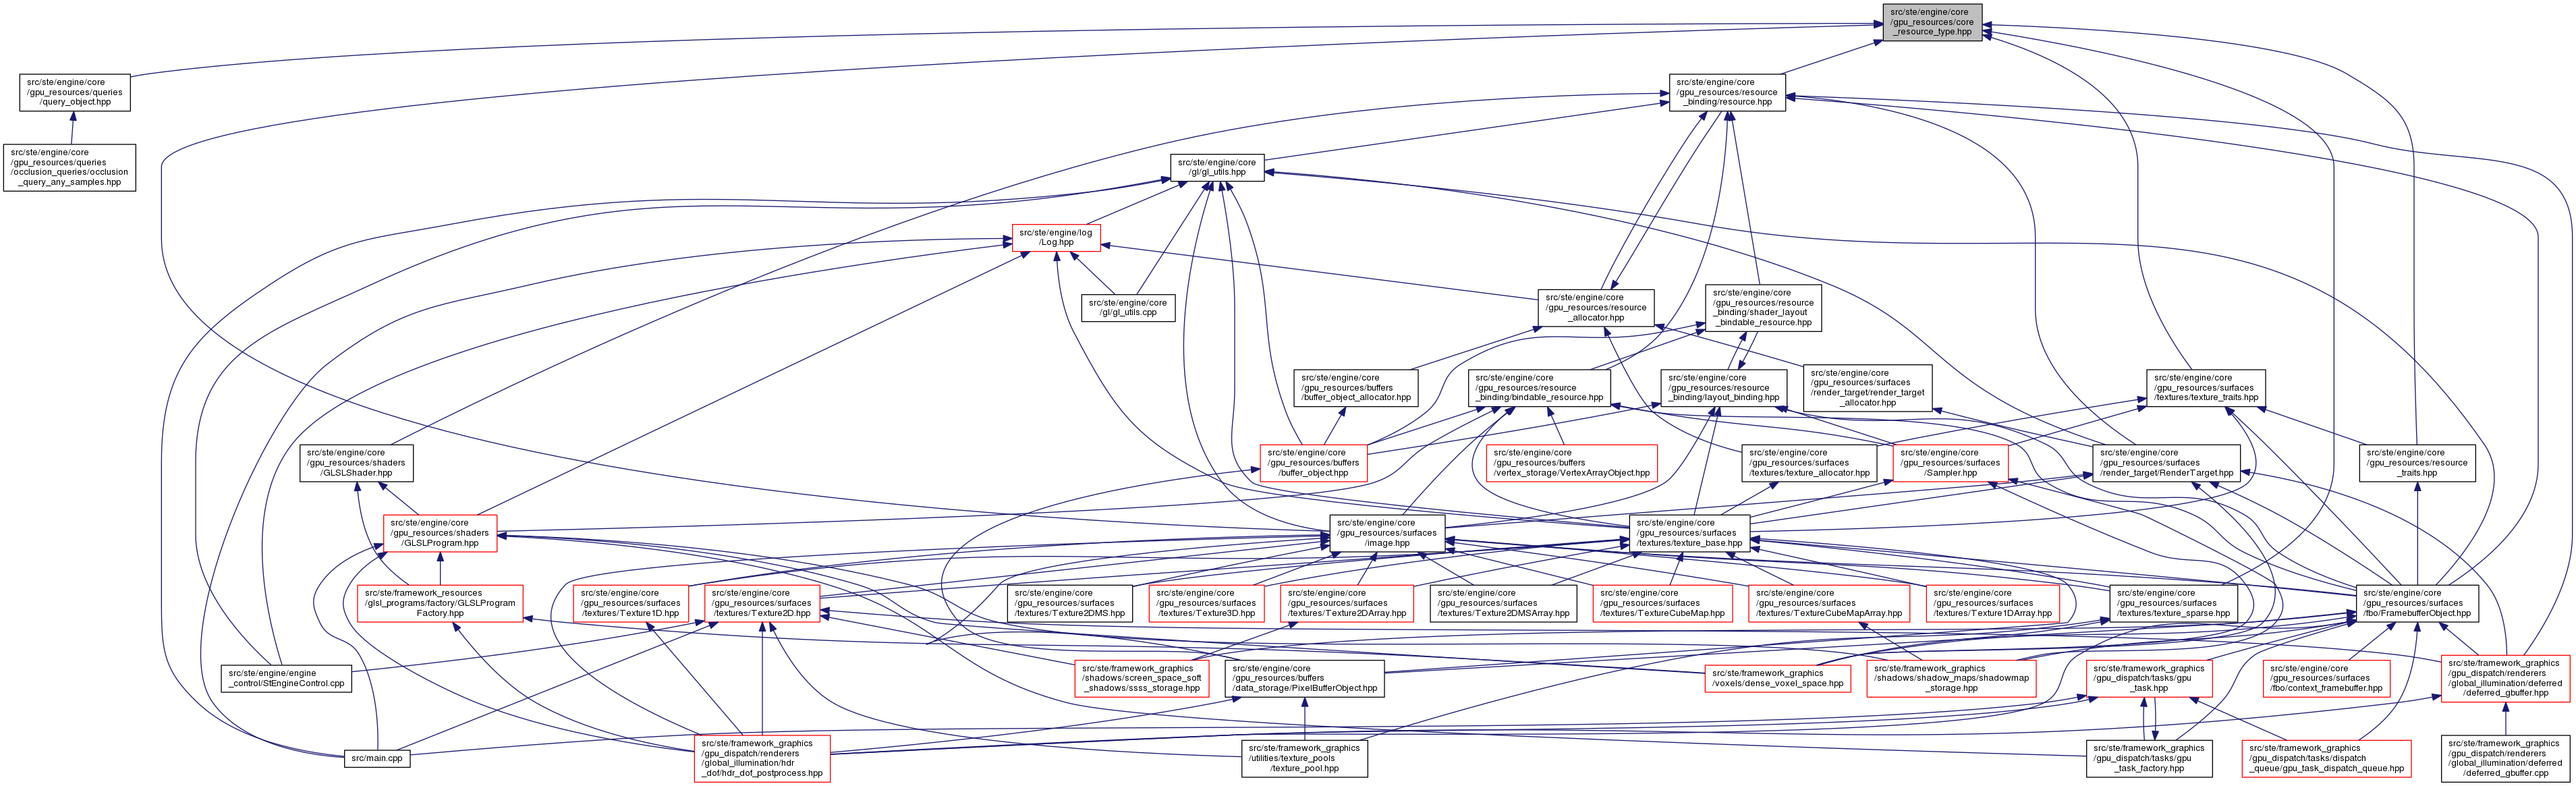 src/ste/engine/core
/gpu_resources/core
_resource_type.hpp
src/ste/engine/core
/gpu_resources/queries
/query_object.hpp
src/ste/engine/core
/gpu_resources/resource
_binding/resource.hpp
src/ste/engine/core
/gpu_resources/queries
/occlusion_queries/occlusion
_query_any_samples.hpp
src/ste/engine/core
/gl/gl_utils.hpp
src/ste/engine/log
/Log.hpp
src/ste/engine/core
/gl/gl_utils.cpp
src/ste/engine/core
/gpu_resources/resource
_allocator.hpp
src/ste/engine/core
/gpu_resources/resource
_binding/shader_layout
_bindable_resource.hpp
src/ste/engine/core
/gpu_resources/buffers
/buffer_object_allocator.hpp
src/ste/engine/core
/gpu_resources/resource
_binding/bindable_resource.hpp
src/ste/engine/core
/gpu_resources/resource
_binding/layout_binding.hpp
src/ste/engine/core
/gpu_resources/surfaces
/render_target/render_target
_allocator.hpp
src/ste/engine/core
/gpu_resources/surfaces
/textures/texture_traits.hpp
src/ste/engine/core
/gpu_resources/shaders
/GLSLShader.hpp
src/ste/engine/core
/gpu_resources/buffers
/buffer_object.hpp
src/ste/engine/core
/gpu_resources/buffers
/vertex_storage/VertexArrayObject.hpp
src/ste/engine/core
/gpu_resources/surfaces
/textures/texture_allocator.hpp
src/ste/engine/core
/gpu_resources/surfaces
/Sampler.hpp
src/ste/engine/core
/gpu_resources/surfaces
/render_target/RenderTarget.hpp
src/ste/engine/core
/gpu_resources/resource
_traits.hpp
src/ste/engine/core
/gpu_resources/shaders
/GLSLProgram.hpp
src/ste/engine/core
/gpu_resources/surfaces
/image.hpp
src/ste/engine/core
/gpu_resources/surfaces
/textures/texture_base.hpp
src/ste/framework_resources
/glsl_programs/factory/GLSLProgram
Factory.hpp
src/ste/engine/core
/gpu_resources/surfaces
/textures/Texture1D.hpp
src/ste/engine/core
/gpu_resources/surfaces
/textures/Texture2D.hpp
src/ste/engine/core
/gpu_resources/surfaces
/textures/Texture2DMS.hpp
src/ste/engine/core
/gpu_resources/surfaces
/textures/Texture3D.hpp
src/ste/engine/core
/gpu_resources/surfaces
/textures/Texture2DArray.hpp
src/ste/engine/core
/gpu_resources/surfaces
/textures/Texture2DMSArray.hpp
src/ste/engine/core
/gpu_resources/surfaces
/textures/TextureCubeMap.hpp
src/ste/engine/core
/gpu_resources/surfaces
/textures/TextureCubeMapArray.hpp
src/ste/engine/core
/gpu_resources/surfaces
/textures/Texture1DArray.hpp
src/ste/engine/core
/gpu_resources/surfaces
/textures/texture_sparse.hpp
src/ste/engine/core
/gpu_resources/surfaces
/fbo/FramebufferObject.hpp
src/ste/engine/engine
_control/StEngineControl.cpp
src/ste/framework_graphics
/shadows/screen_space_soft
_shadows/ssss_storage.hpp
src/ste/engine/core
/gpu_resources/buffers
/data_storage/PixelBufferObject.hpp
src/ste/framework_graphics
/voxels/dense_voxel_space.hpp
src/ste/framework_graphics
/shadows/shadow_maps/shadowmap
_storage.hpp
src/ste/framework_graphics
/gpu_dispatch/tasks/gpu
_task.hpp
src/ste/engine/core
/gpu_resources/surfaces
/fbo/context_framebuffer.hpp
src/ste/framework_graphics
/gpu_dispatch/renderers
/global_illumination/deferred
/deferred_gbuffer.hpp
src/main.cpp
src/ste/framework_graphics
/gpu_dispatch/renderers
/global_illumination/hdr
_dof/hdr_dof_postprocess.hpp
src/ste/framework_graphics
/utilities/texture_pools
/texture_pool.hpp
src/ste/framework_graphics
/gpu_dispatch/tasks/gpu
_task_factory.hpp
src/ste/framework_graphics
/gpu_dispatch/tasks/dispatch
_queue/gpu_task_dispatch_queue.hpp
src/ste/framework_graphics
/gpu_dispatch/renderers
/global_illumination/deferred
/deferred_gbuffer.cpp